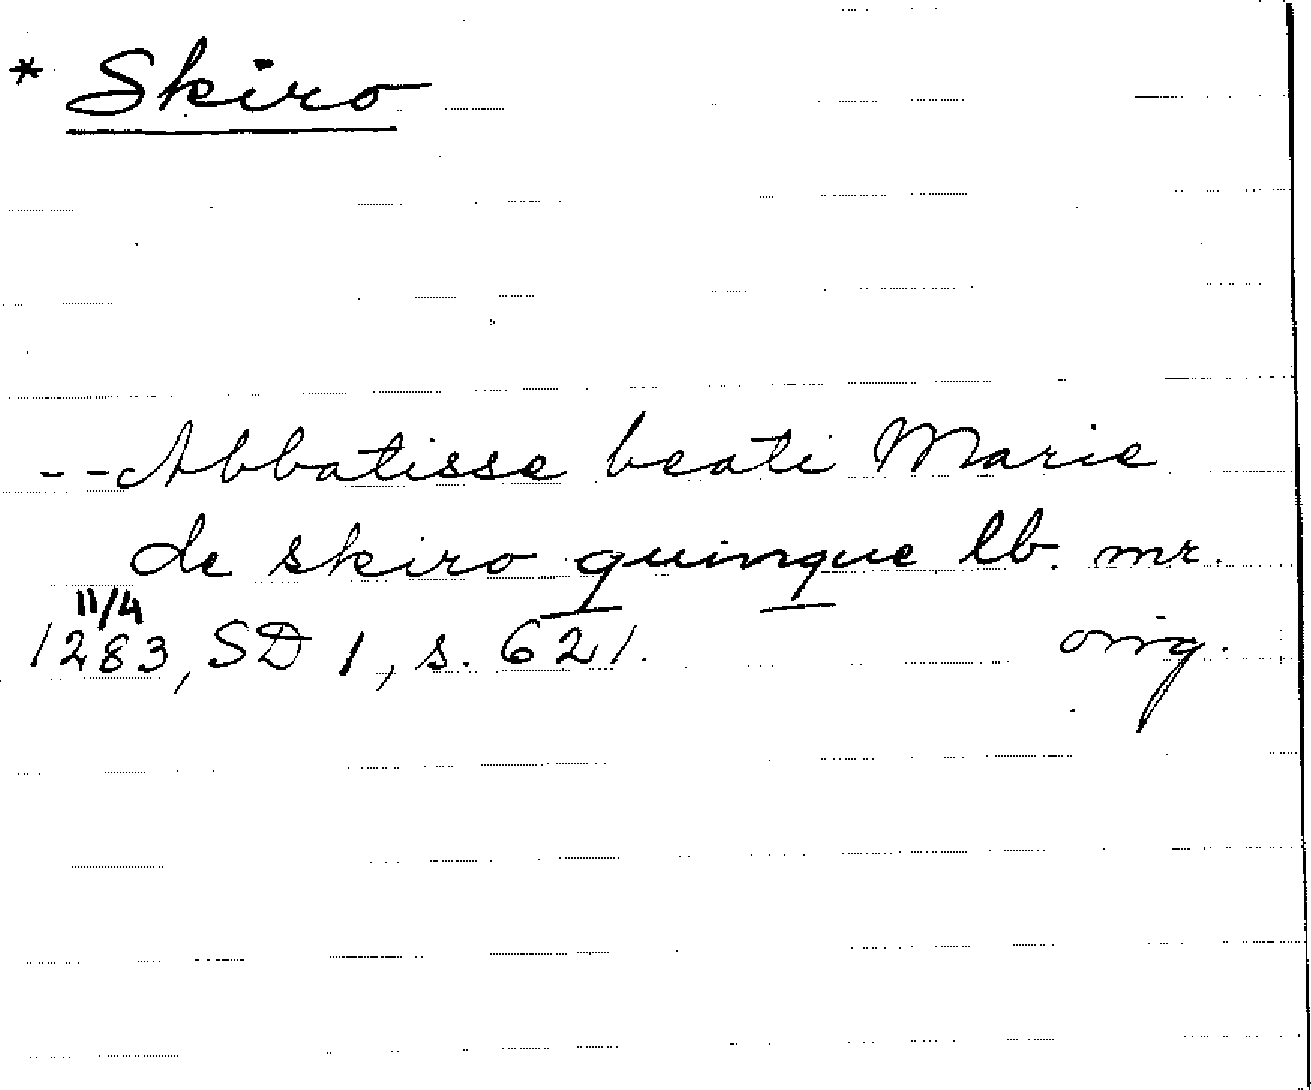 * Skiro
--Abbatisse beati Marie
de skiro quinque lb. mr.
11/4
1283, SD 1, s. 621. orig.